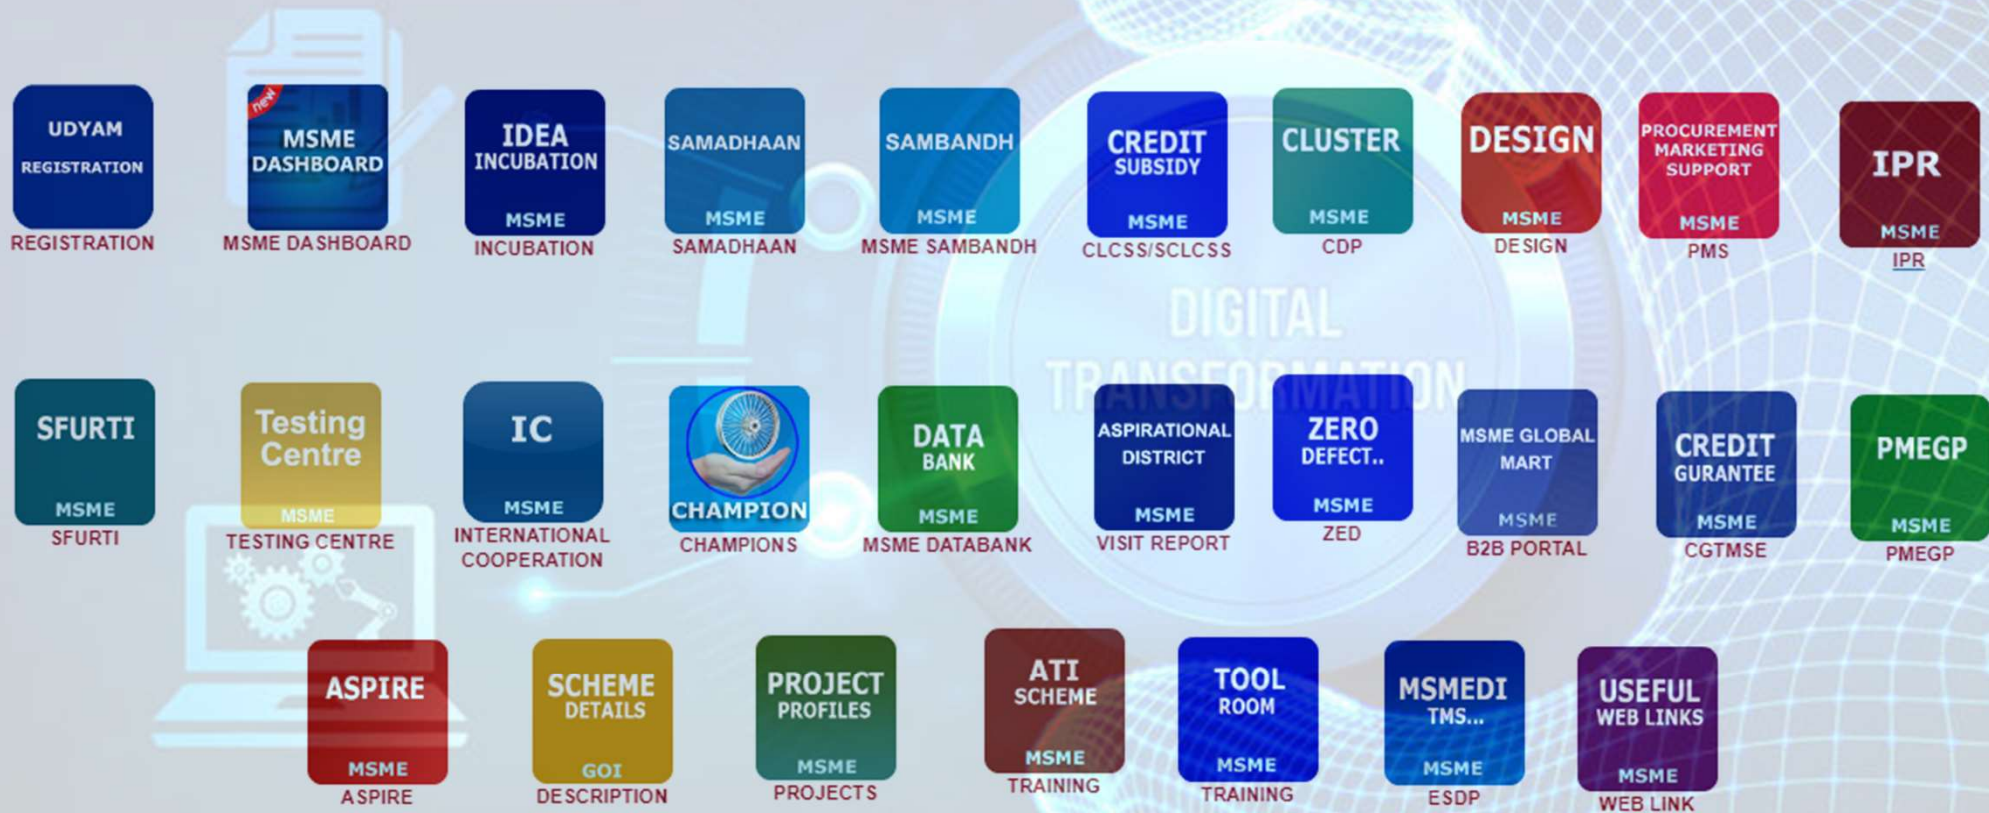 new
UDYAM
REGISTRATION
REGISTRATION
MSME
DASHBOARD
MSME DASHBOARD
IDEA
INCUBATION
MSME
INCUBATION
SAMADHAAN
MSME
SAMADHAAN
SAMBANDH
MSME
MSME SAMBANDH
CREDIT
SUBSIDY
MSME
CLCSS/SCLCSS
CLUSTER
MSME
CDP
DESIGN
MSME
DESIGN
PROCUREMENT
MARKETING
SUPPORT
MSME
PMS
IPR
MSME
IPR
DIGITAL
TRANSFORMATION
SFURTI
MSME
SFURTI
Testing
Centre
MSME
TESTING CENTRE
IC
MSME
INTERNATIONAL
COOPERATION
CHAMPION
CHAMPIONS
DATA
BANK
MSME
MSME DATABANK
ASPIRATIONAL
DISTRICT
MSME
VISIT REPORT
ZERO
DEFECT..
MSME
ZED
MSME GLOBAL
MART
MSME
B2B PORTAL
CREDIT
GURANTEE
MSME
CGTMSE
PMEGP
MSME
PMEGP
ASPIRE
MSME
ASPIRE
SCHEME
DETAILS
GOI
DESCRIPTION
PROJECT
PROFILES
MSME
PROJECTS
ATI
SCHEME
MSME
TRAINING
TOOL
ROOM
MSME
TRAINING
MSMEDI
TMS...
MSME
ESDP
USEFUL
WEB LINKS
MSME
WEB LINK